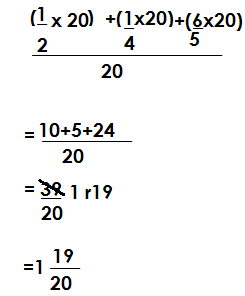 (1 x 20) +(1x20)+(6x20)
2 4 5
20
= 10+5+24
20
= 39 1 r19
20
=1 19
20